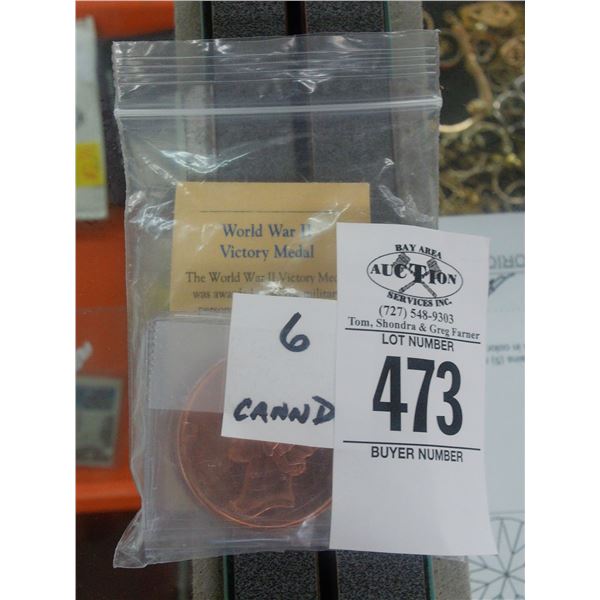 World War II
Victory Medal
The World War II Victory
was
BAY AREA
AUCTION
SERVICES INC.
(727) 548-9303
Tom, Shondra & Greg Farner
LOT NUMBER
473
BUYER NUMBER
6
CANND